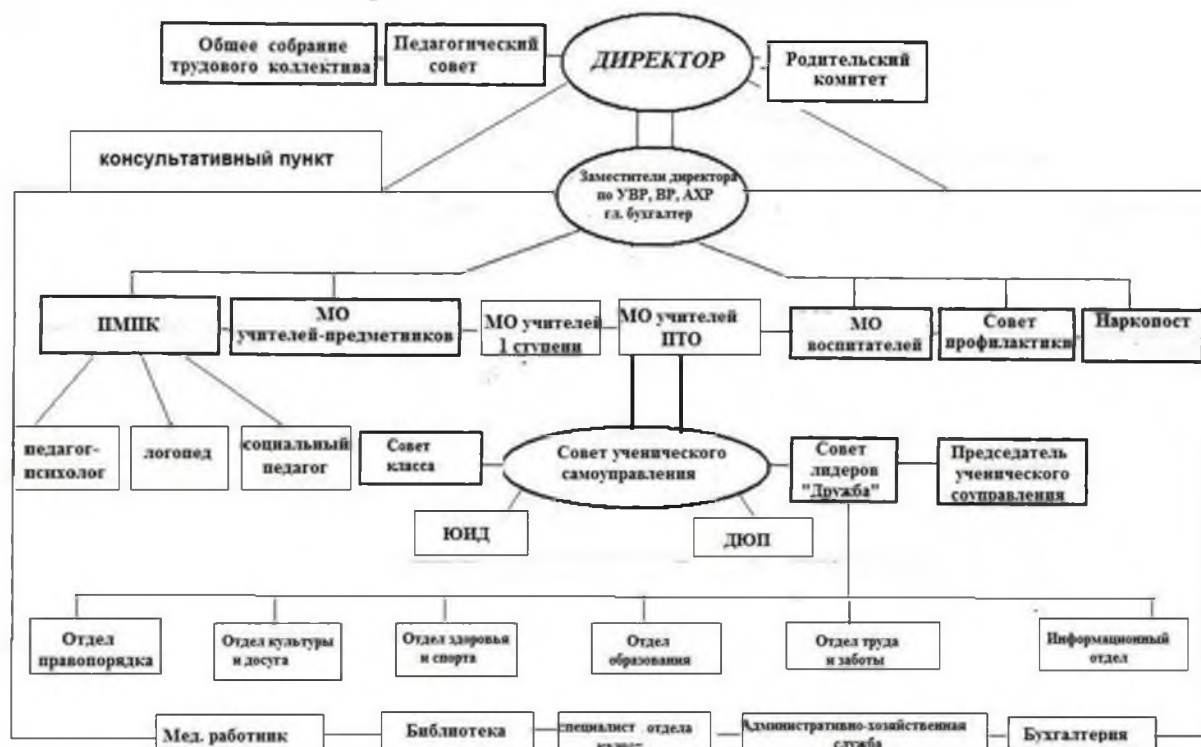 Общее собрание
трудового коллектива
Педагогический
совет
ДИРЕКТОР
Родительский
комитет
консультативный пункт
Заместители директора
по УВР, ВР, АХР
гл. бухгалтер
ПМПК
МО
учителей-предметников
МО учителей
1 ступени
МО учителей
ПТО
МО
воспитателей
Совет
профилактики
Наркопост
педагог-
психолог
логопед
социальный
педагог
Совет
класса
Совет ученического
самоуправления
Совет
лидеров
"Дружба"
Председатель
ученического
соуправления
ЮИД
ДЮП
Отдел
правопорядка
Отдел культуры
и досуга
Отдел здоровья
и спорта
Отдел
образования
Отдел труда
и заботы
Информационный
отдел
Мед. работник
Библиотека
специалист отдела
Административно-хозяйственная
служба
Бухгалтерия